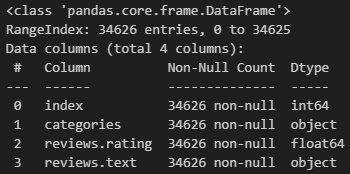 <class 'pandas.core.frame.DataFrame'>
RangeIndex: 34626 entries, 0 to 34625
Data columns (total 4 columns):
 #   Column          Non-Null Count  Dtype
---  ------          --------------  -----
 0   index           34626 non-null  int64
 1   categories      34626 non-null  object
 2   reviews.rating  34626 non-null  float64
 3   reviews.text    34626 non-null  object